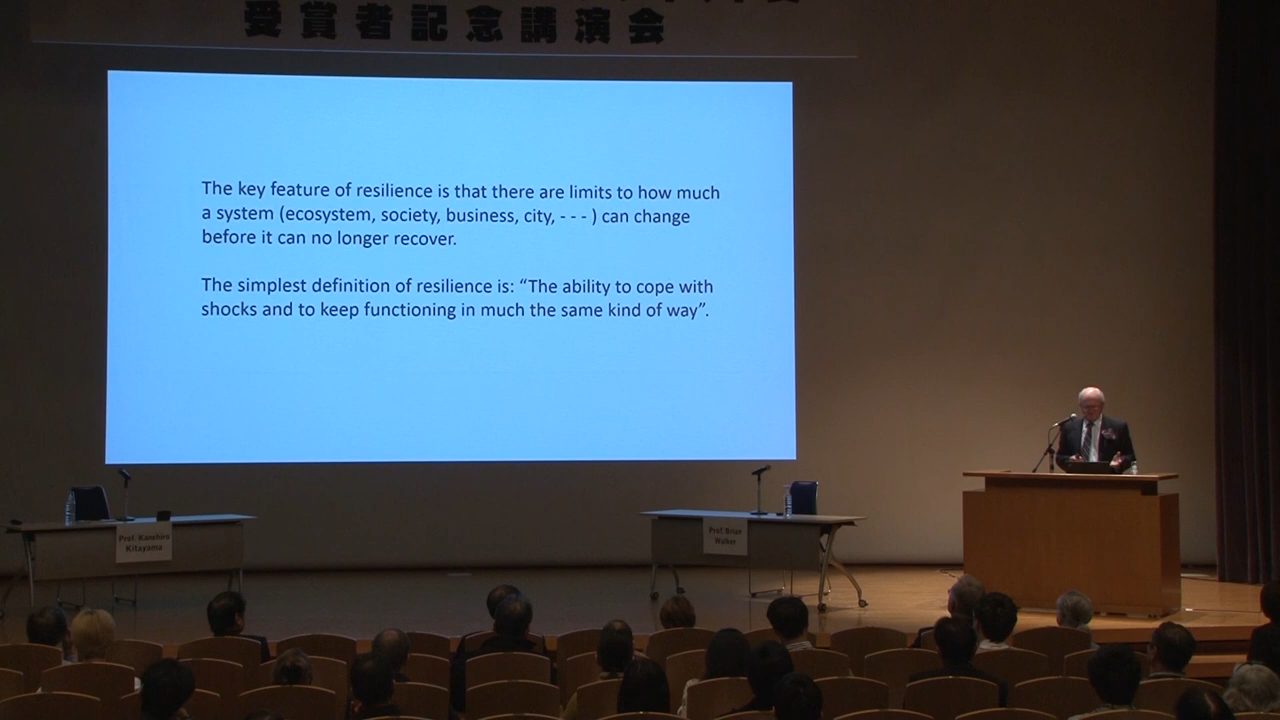 受賞者記念講演会
The key feature of resilience is that there are limits to how much
a system (ecosystem, society, business, city, - - - ) can change
before it can no longer recover.
The simplest definition of resilience is: “The ability to cope with
shocks and to keep functioning in much the same kind of way”.
Prof. Kanehiro
Kitayama
Prof. Brian
Walker